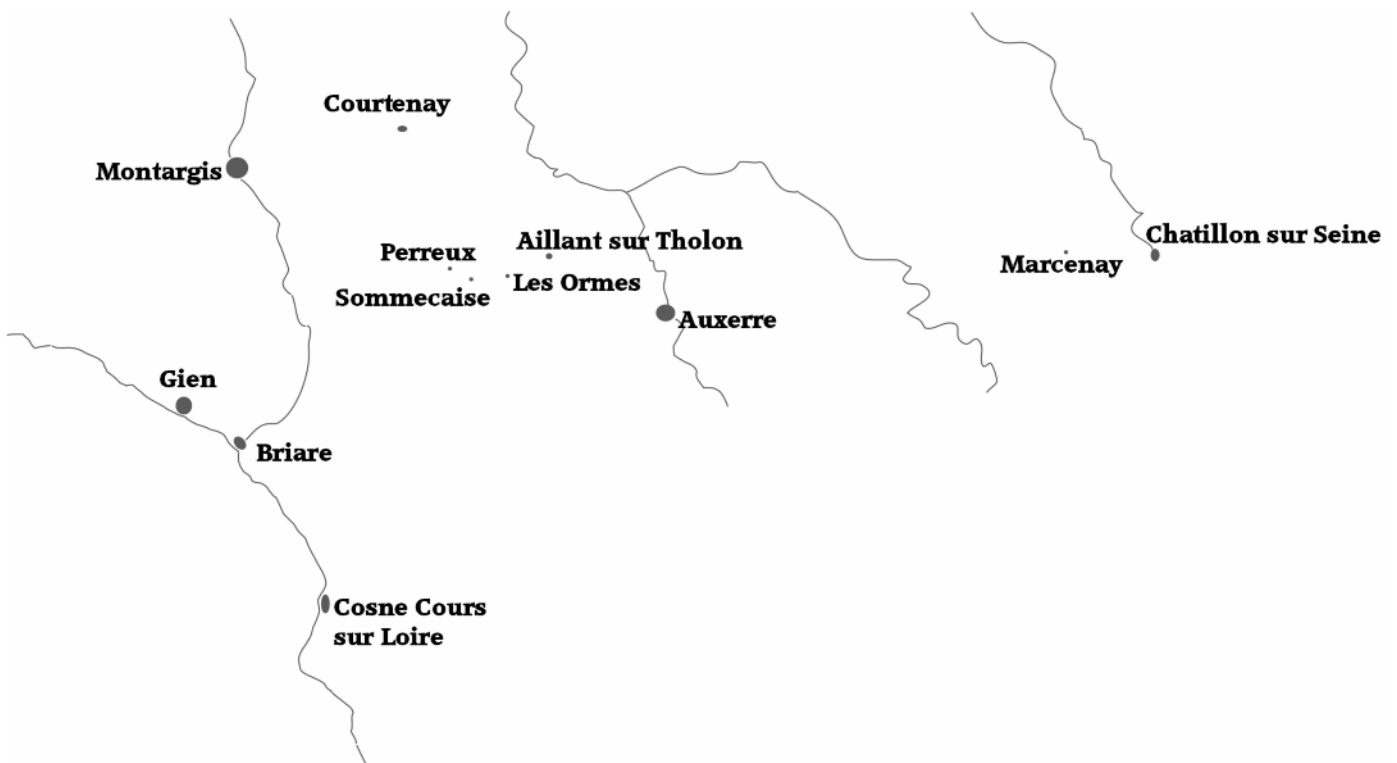 Courtenay
Montargis
Chatillon sur Seine
Aillant sur Tholon
Perreux
Marcenay
Les Ormes
Sommecaise
Auxerre
Gien
Briare
Cosne Cours
sur Loire